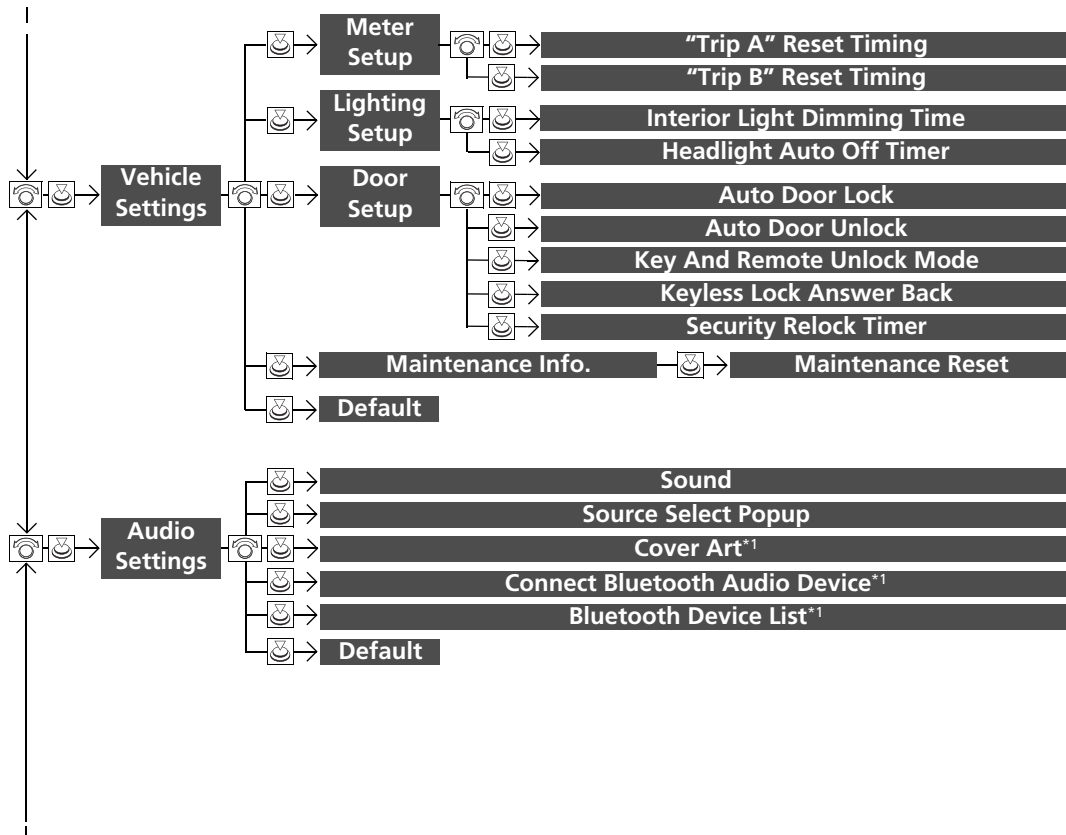 Meter
Setup
“Trip A” Reset Timing
“Trip B” Reset Timing
Lighting
Setup
Interior Light Dimming Time
Headlight Auto Off Timer
Vehicle
Settings
Door
Setup
Auto Door Lock
Auto Door Unlock
Key And Remote Unlock Mode
Keyless Lock Answer Back
Security Relock Timer
Maintenance Info.
Maintenance Reset
Default
Audio
Settings
Sound
Source Select Popup
Cover Art*1
Connect Bluetooth Audio Device*1
Bluetooth Device List*1
Default